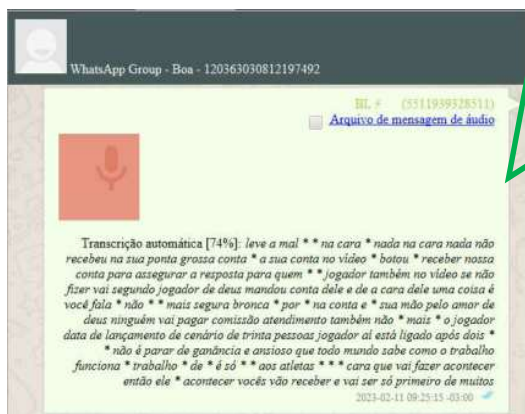 WhatsApp Group - Boa - 120363030812197492
BL ⚡ (5511939328511)
Arquivo de mensagem de áudio
Transcrição automática [74%]: leve a mal * * na cara * nada na cara nada não
recebeu na sua ponta grossa conta * a sua conta no vídeo * botou * receber nossa
conta para assegurar a resposta para quem * * jogador também no vídeo se não
fizer vai segundo jogador de deus mandou conta dele e de a cara dele uma coisa é
você fala * não * * mais segura bronca * por * na conta e * sua mão pelo amor de
deus ninguém vai pagar comissão atendimento também não * mais * o jogador
data de lançamento de cenário de trinta pessoas jogador aí está ligado após dois *
* não é parar de ganância e ansioso que todo mundo sabe como o trabalho
funciona * trabalho * de * é só * * aos atletas * * * cara que vai fazer acontecer
então ele * acontecer vocês vão receber e vai ser só primeiro de muitos
2023-02-11 09:25:15 -03:00